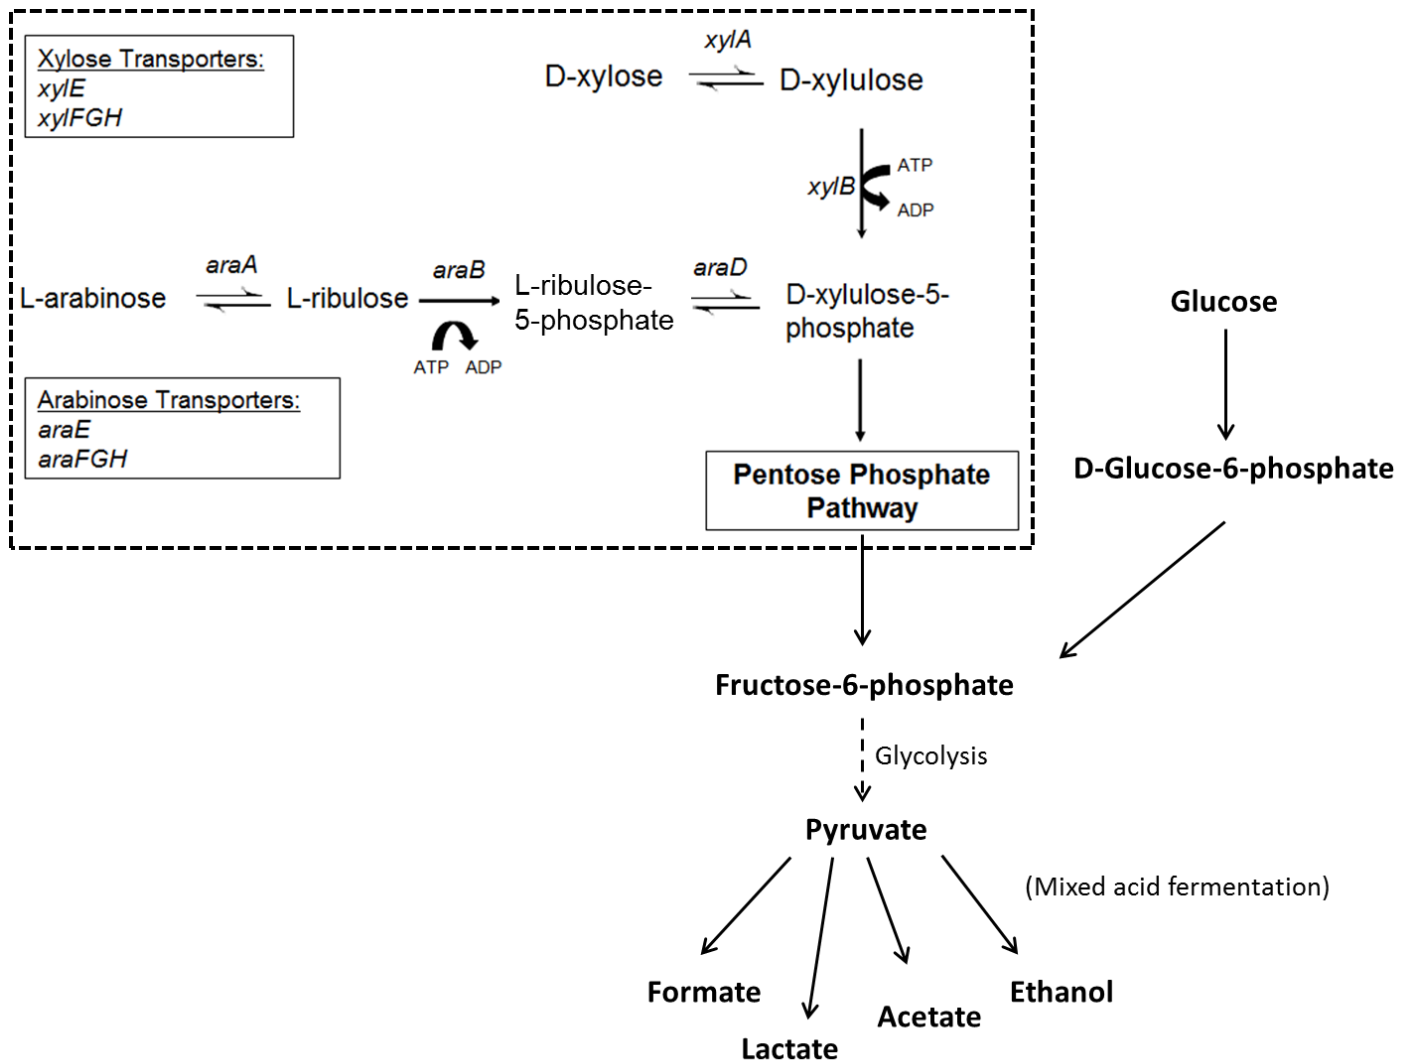 Xylose Transporters:
xylE
xylFGH
xylA
D-xylose
D-xylulose
xylB
ATP
ADP
araA
L-arabinose
L-ribulose
araB
ATP ADP
L-ribulose-
5-phosphate
araD
D-xylulose-5-
phosphate
Arabinose Transporters:
araE
araFGH
Pentose Phosphate
Pathway
Glucose
D-Glucose-6-phosphate
Fructose-6-phosphate
Glycolysis
Pyruvate
(Mixed acid fermentation)
Formate
Lactate
Acetate
Ethanol